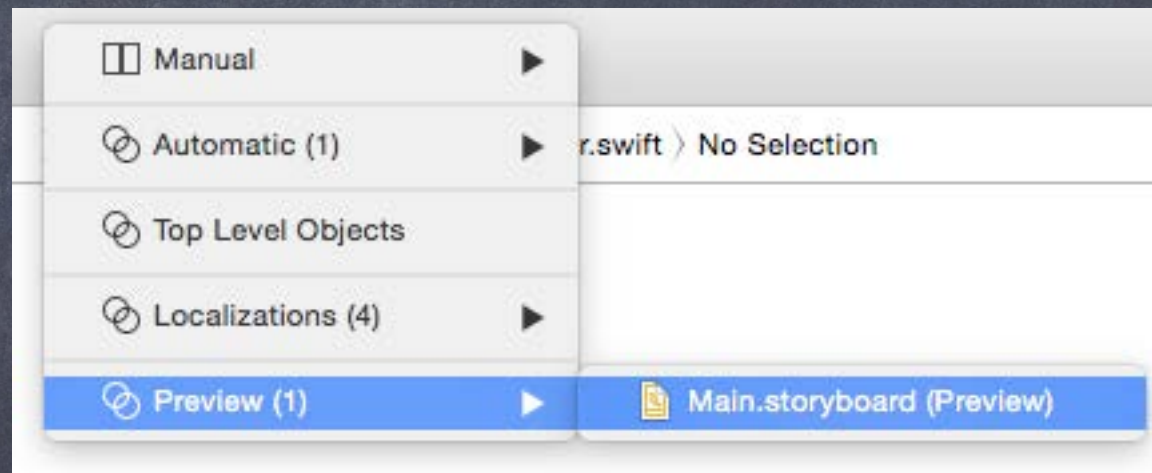 Manual
Automatic (1)
r.swift 〉 No Selection
Top Level Objects
Localizations (4)
Preview (1)
Main.storyboard (Preview)